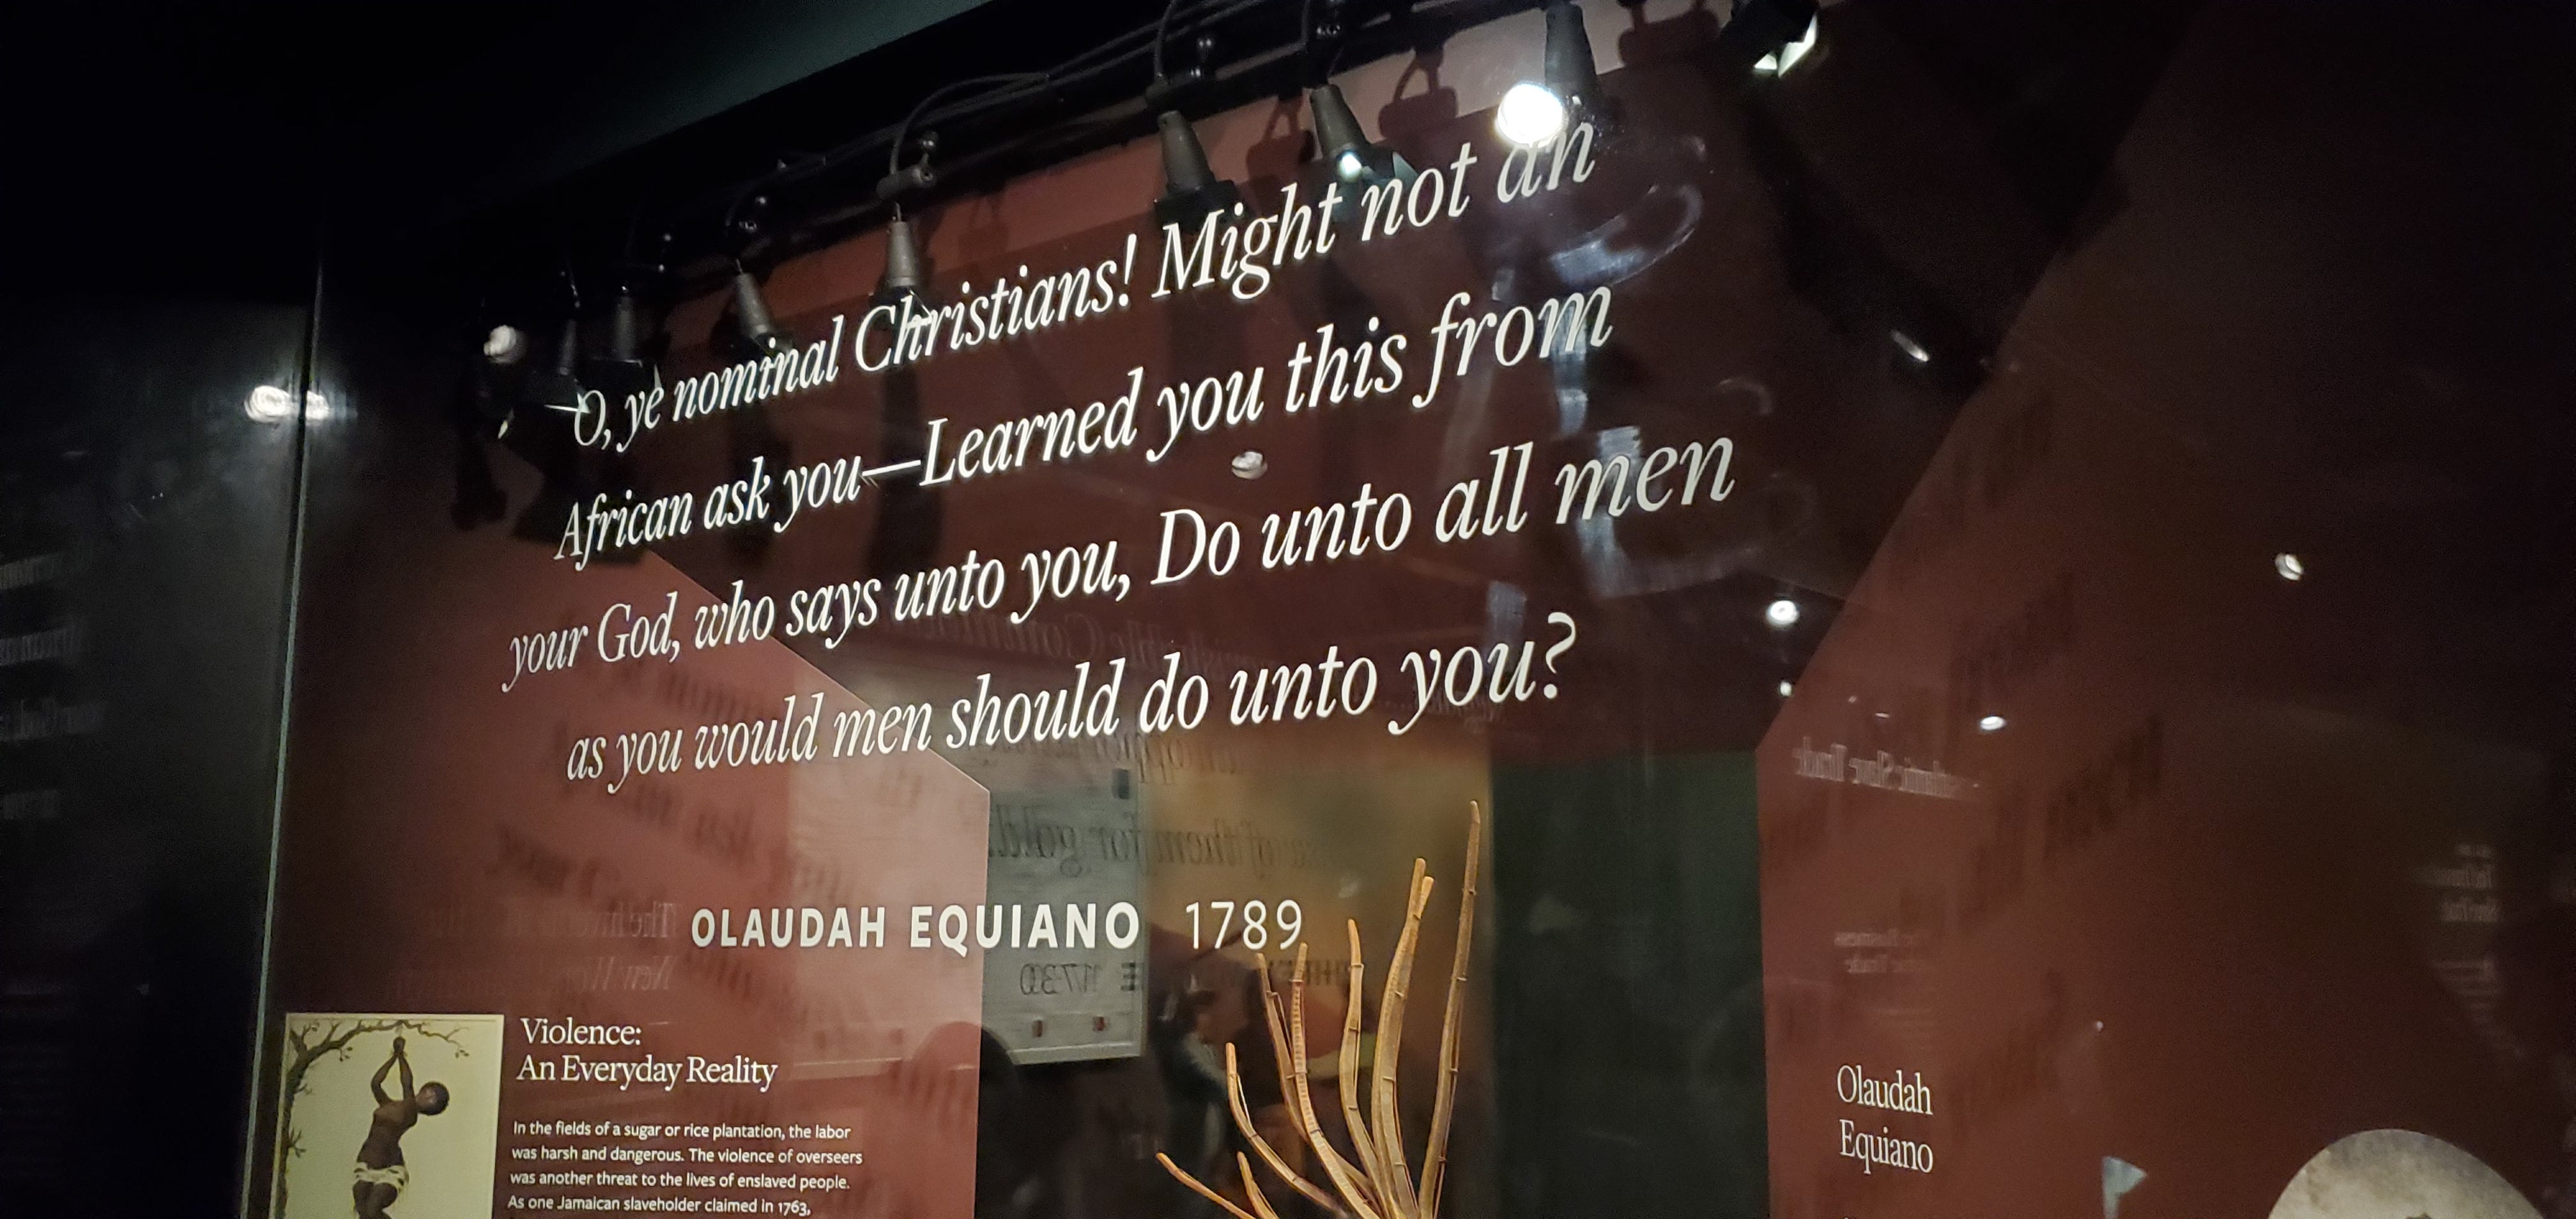 O, ye nominal Christians! Might not an
African ask you—Learned you this from
your God, who says unto you, Do unto all men
as you would men should do unto you?
OLAUDAH EQUIANO 1789
Violence:
An Everyday Reality
In the fields of a sugar or rice plantation, the labor
was harsh and dangerous. The violence of overseers
was another threat to the lives of enslaved people.
As one Jamaican slaveholder claimed in 1763,
Olaudah
Equiano